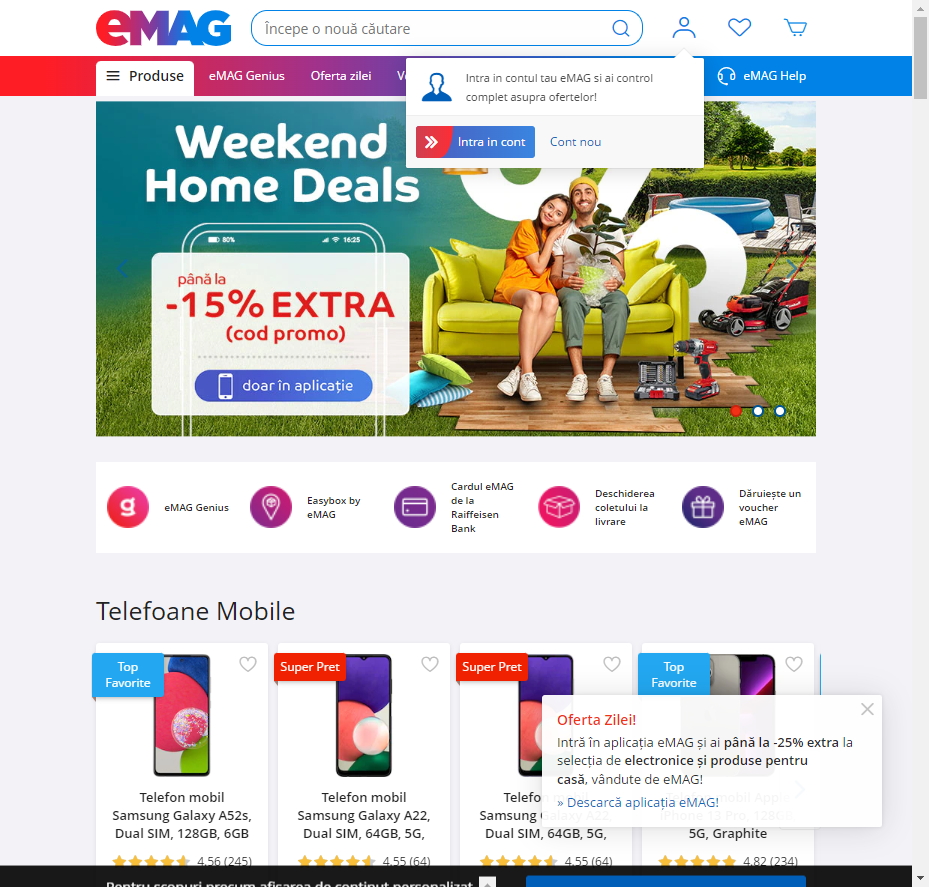 eMAG
Începe o nouă căutare
Produse
eMAG Genius
Oferta zilei
eMAG Help
Intra in contul tau eMAG si ai control
complet asupra ofertelor!
Intra in cont
Cont nou
Weekend
Home Deals
80%
16:25
până la
-15% EXTRA
(cod promo)
doar în aplicație
eMAG Genius
Easybox by
eMAG
Cardul eMAG
de la
Raiffeisen
Bank
Deschiderea
coletului la
livrare
Dăruiește un
voucher
eMAG
Telefoane Mobile
Top
Favorite
Super Pret
Super Pret
Top
Favorite
Telefon mobil
Samsung Galaxy A52s,
Dual SIM, 128GB, 6GB
4.56 (245)
Telefon mobil
Samsung Galaxy A22,
Dual SIM, 64GB, 5G,
4.55 (64)
Telefon mobil
Samsung Galaxy A22,
Dual SIM, 64GB, 5G,
4.55 (64)
Telefon mobil Apple
iPhone 13 Pro, 128GB,
5G, Graphite
4.82 (234)
Oferta Zilei!
Intră în aplicația eMAG și ai până la -25% extra la
selecția de electronice și produse pentru
casă, vândute de eMAG!
» Descarcă aplicația eMAG!
Pentru scopuri precum afișarea de conținut personalizat